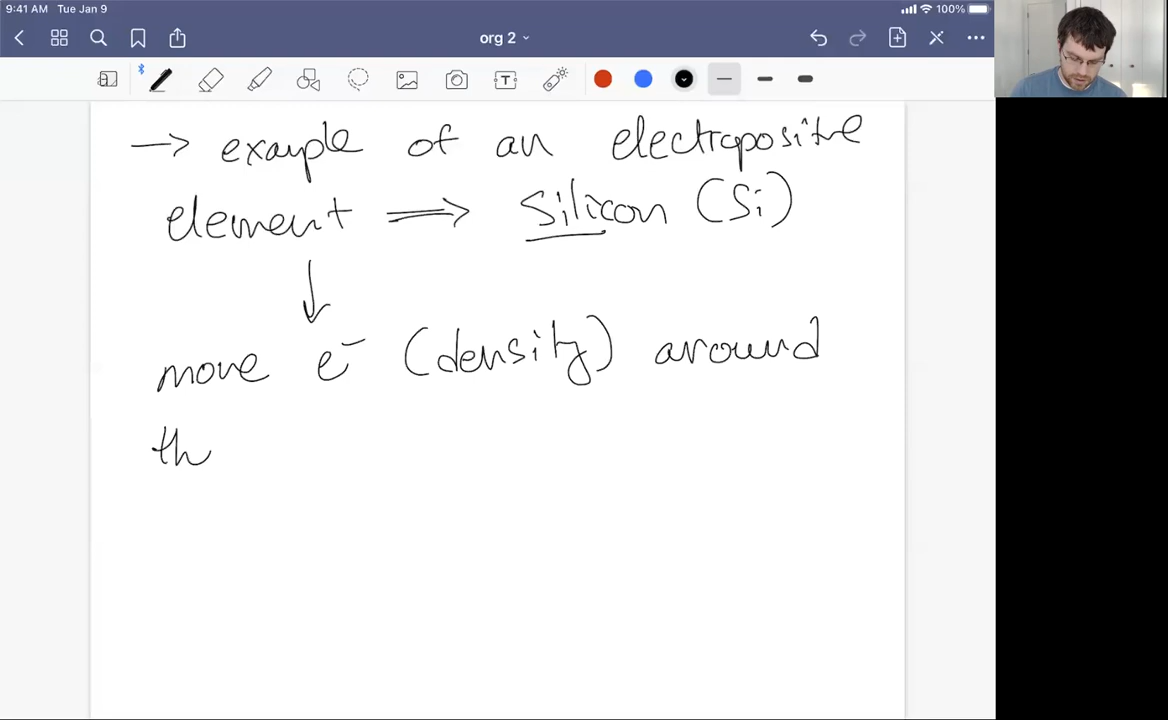 9:41 AM Tue Jan 9
100%
org 2
→ example of an electropositive
element ⟹ Silicon (Si)
↓
move e⁻ (density) around
th